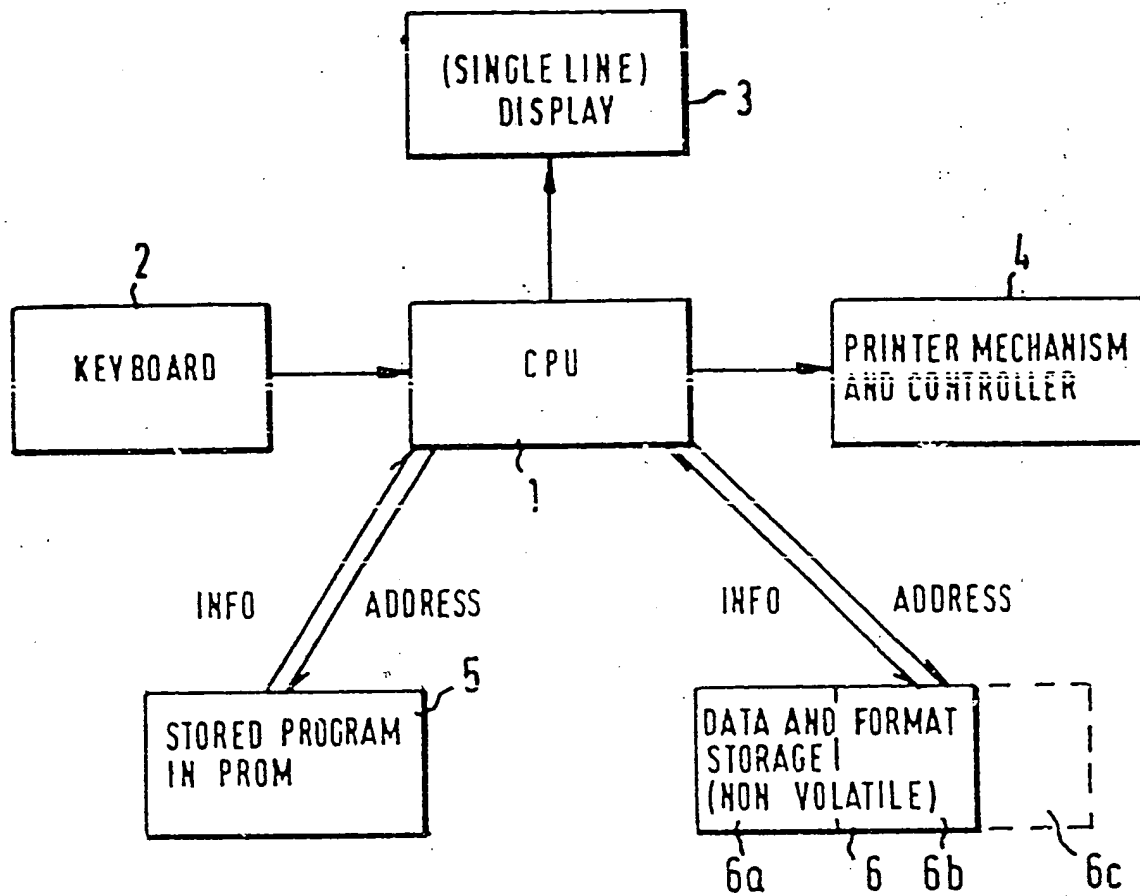 (SINGLE LINE)
DISPLAY
3
2
4
KEYBOARD
CPU
PRINTER MECHANISM
AND CONTROLLER
1
INFO
ADDRESS
INFO
ADDRESS
5
STORED PROGRAM
IN PROM
DATA AND FORMAT
STORAGE
(NON VOLATILE)
6a
6
6b
6c